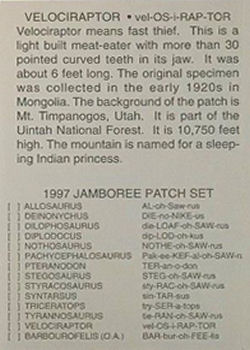 VELOCIRAPTOR • vel-OS-i-RAP-TOR
Velociraptor means fast thief. This is a
light built meat-eater with more than 30
pointed curved teeth in its jaw. It was
about 6 feet long. The original specimen
was collected in the early 1920s in
Mongolia. The background of the patch is
Mt. Timpanogos, Utah. It is part of the
Uintah National Forest. It is 10,750 feet
high. The mountain is named for a sleep-
ing Indian princess.
1997 JAMBOREE PATCH SET
[ ] ALLOSAURUS AL-oh-Saw-rus
[ ] DEINONYCHUS DIE-no-NIKE-us
[ ] DILOPHOSAURUS die-LOAF-oh-SAW-rus
[ ] DIPLODOCUS dip-LOD-oh-kus
[ ] NOTHOSAURUS NOTHE-oh-SAW-rus
[ ] PACHYCEPHALOSAURUS Pak-ee-KEF-al-oh-SAW-r
[ ] PTERANODON TER-an-o-don
[ ] STEGOSAURUS STEG-oh-SAW-rus
[ ] STYRACOSAURUS sty-RAC-oh-SAW-rus
[ ] SYNTARSUS sin-TAR-sus
[ ] TRICERATOPS try-SER-a-tops
[ ] TYRANNOSAURUS tie-RAN-oh-SAW-rus
[ ] VELOCIRAPTOR vel-OS-i-RAP-TOR
[ ] BARBOUROFELIS (O.A.) BAR-bur-oh-FEE-lis